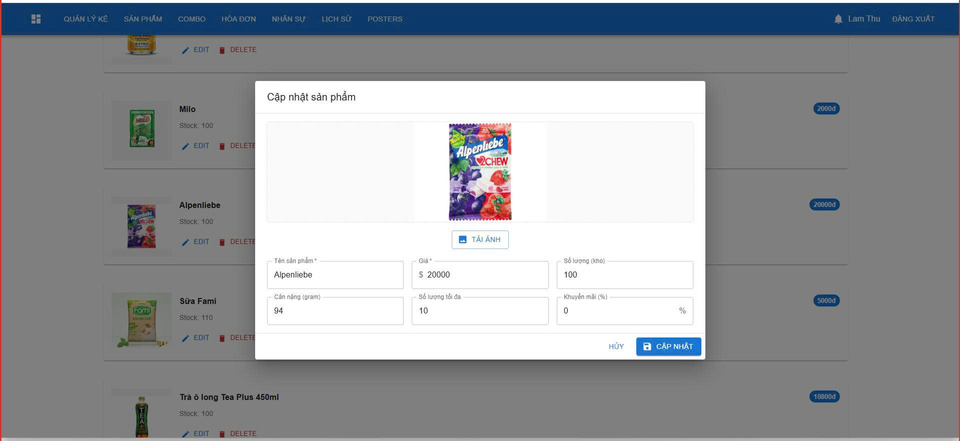 QUẢN LÝ KỆ SẢN PHẨM COMBO HÓA ĐƠN NHÂN SỰ LỊCH SỬ POSTERS Lam Thu ĐĂNG XUẤT
EDIT DELETE
Milo 2000đ
Stock: 100
EDIT DELETE
Alpenliebe 20000đ
Stock: 100
EDIT DELETE
Sữa Fami 5000đ
Stock: 110
EDIT DELETE
Trà ô long Tea Plus 450ml 10800đ
Stock: 100
EDIT DELETE
Cập nhật sản phẩm
Alpenliebe
2CHEW
TẢI ẢNH
Tên sản phẩm *
Alpenliebe
Giá *
$ 20000
Số lượng (kho)
100
Cân nặng (gram)
94
Số lượng tối đa
10
Khuyến mãi (%)
0 %
HỦY CẬP NHẬT